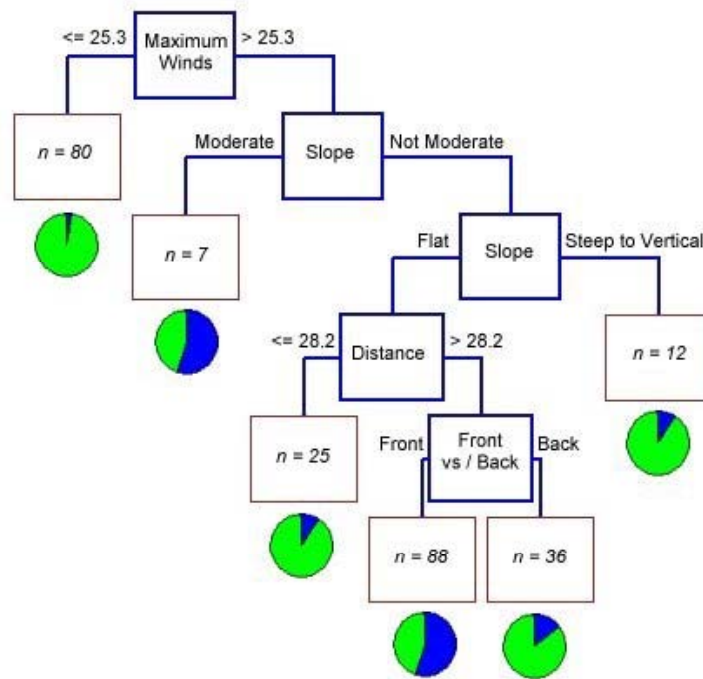 <= 25.3
Maximum
Winds
> 25.3
n = 80
Moderate
Slope
Not Moderate
n = 7
Flat
Slope
Steep to Vertical
<= 28.2
Distance
> 28.2
n = 12
n = 25
Front
Front
vs / Back
Back
n = 88
n = 36